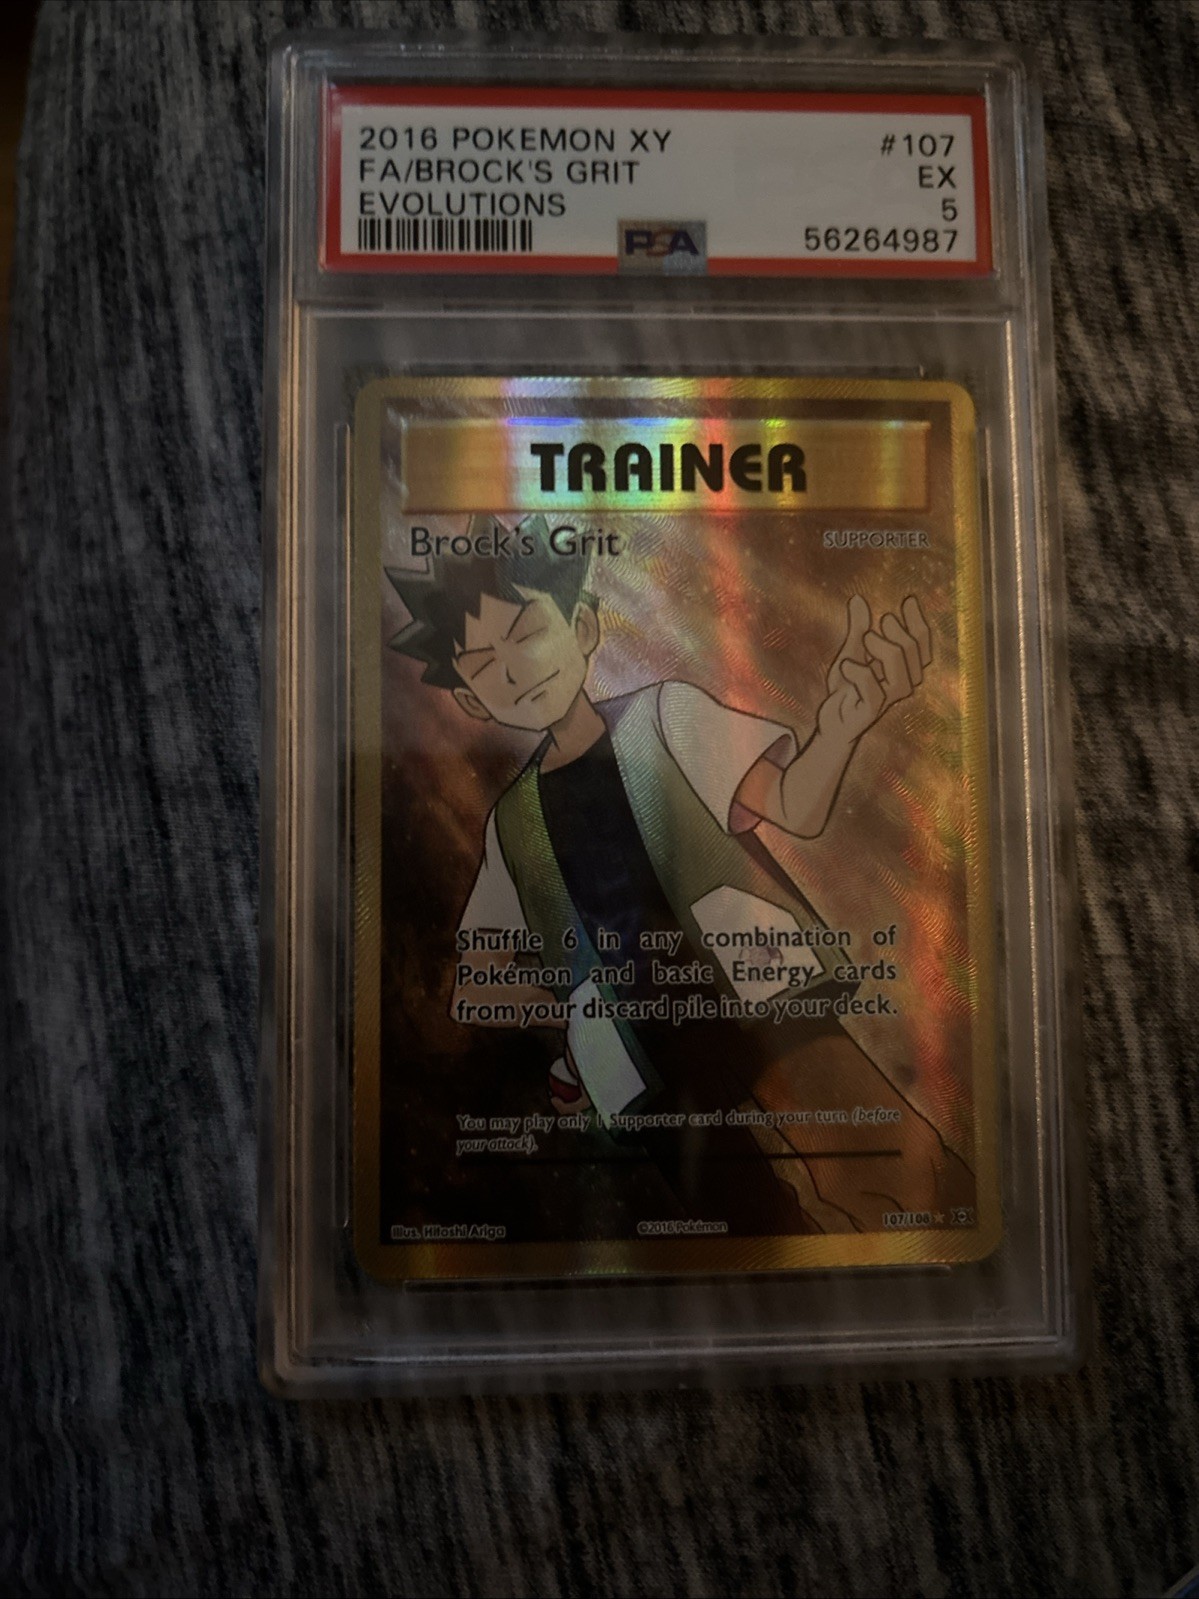 2016 POKEMON XY #107
FA/BROCK'S GRIT EX
EVOLUTIONS 5
PSA 56264987
TRAINER
Brock's Grit SUPPORTER
Shuffle 6 in any combination of
Pokémon and basic Energy cards
from your discard pile into your deck.
You may play only 1 Supporter card during your turn (before
your attack).
Illus. Hitoshi Ariga ©2016 Pokémon 107/108 ★ XY